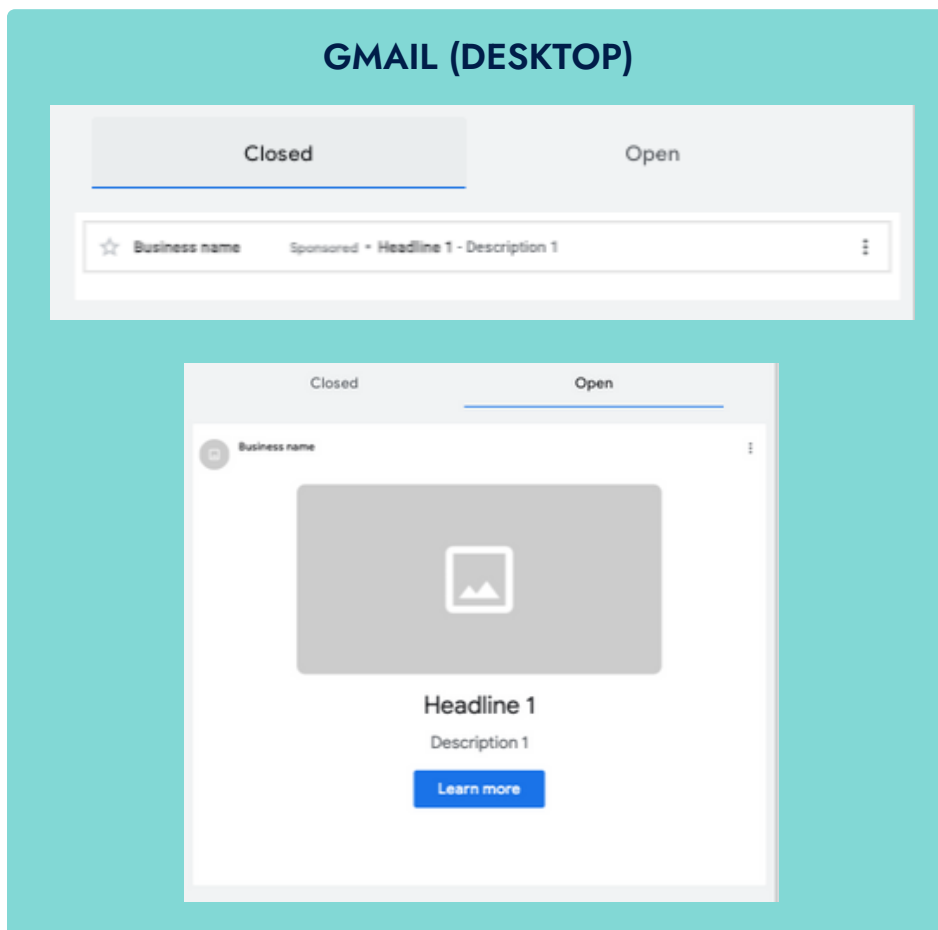 GMAIL (DESKTOP)
Closed Open
Business name Sponsored • Headline 1 - Description 1
Closed Open
Business name
Headline 1
Description 1
Learn more